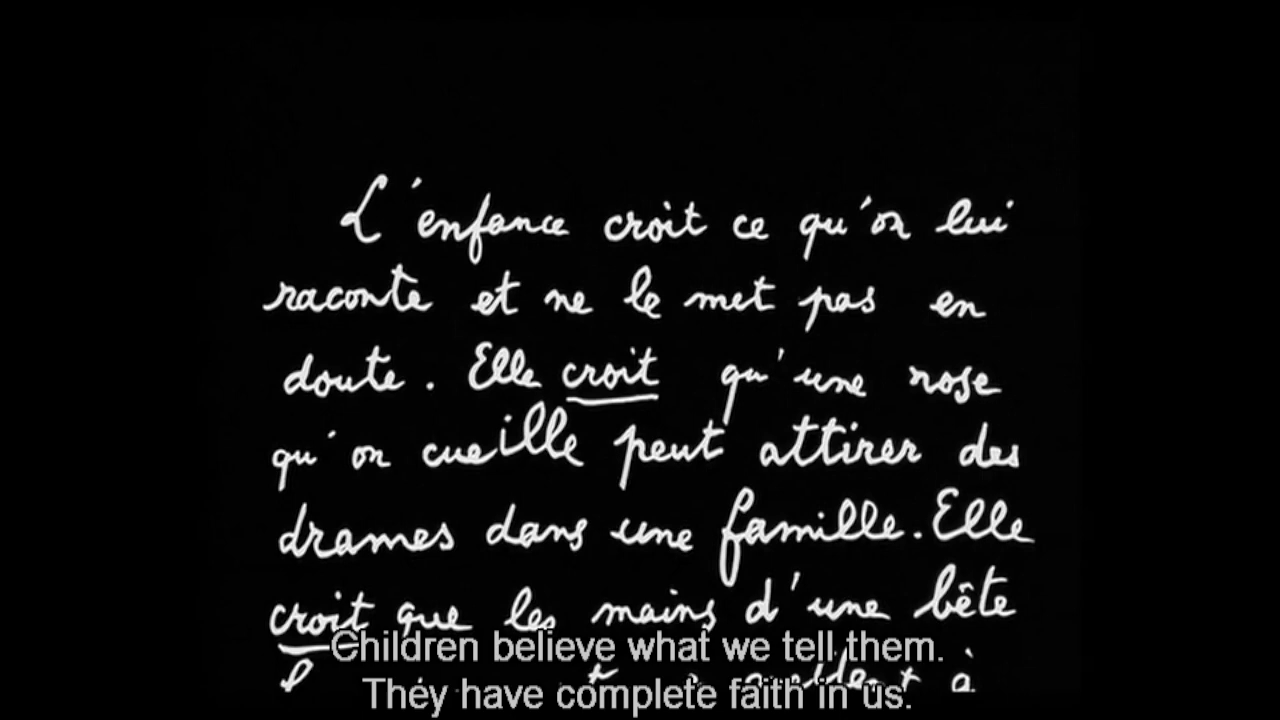 L'enfance croit ce qu'on lui
raconte et ne le met pas en
doute. Elle croit qu'une rose
qu'on cueille peut attirer des
drames dans une famille. Elle
croit que les mains d'une bête
Children believe what we tell them.
à
They have complete faith in us.